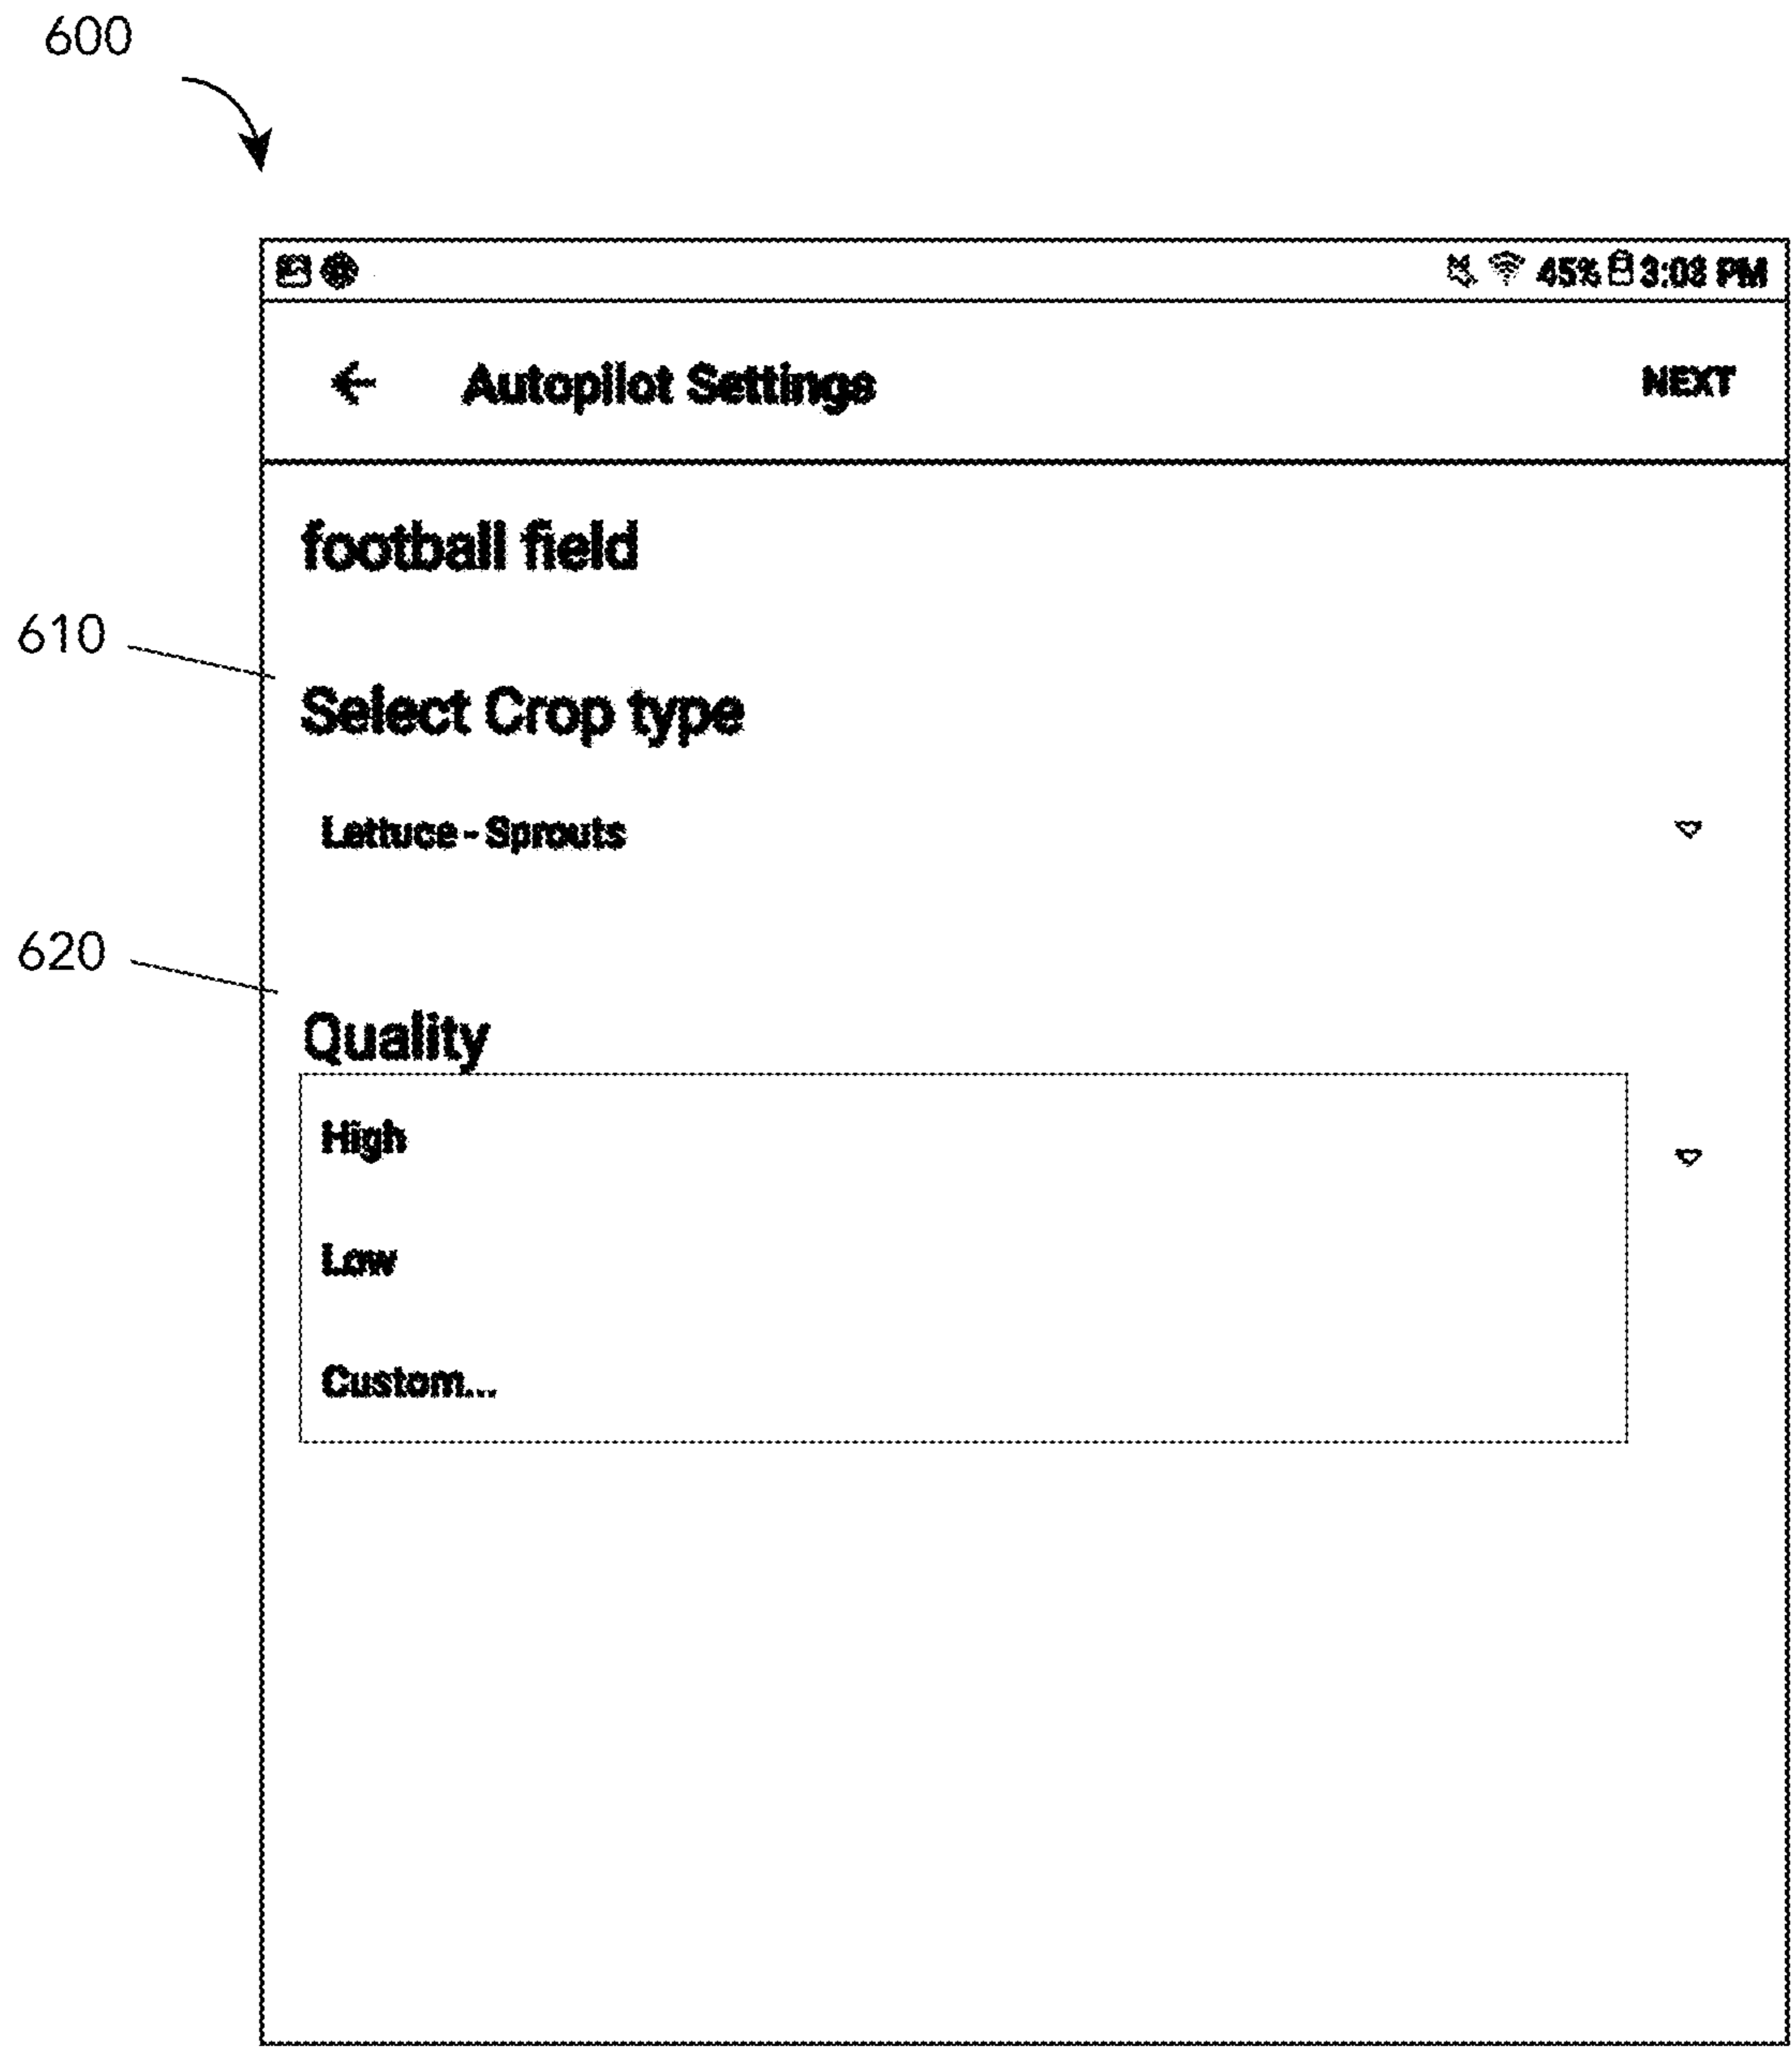 600
45% 3:03 PM
Autopilot Settings NEXT
football field
610
Select Crop type
Lettuce - Sprouts
620
Quality
High
Low
Custom...